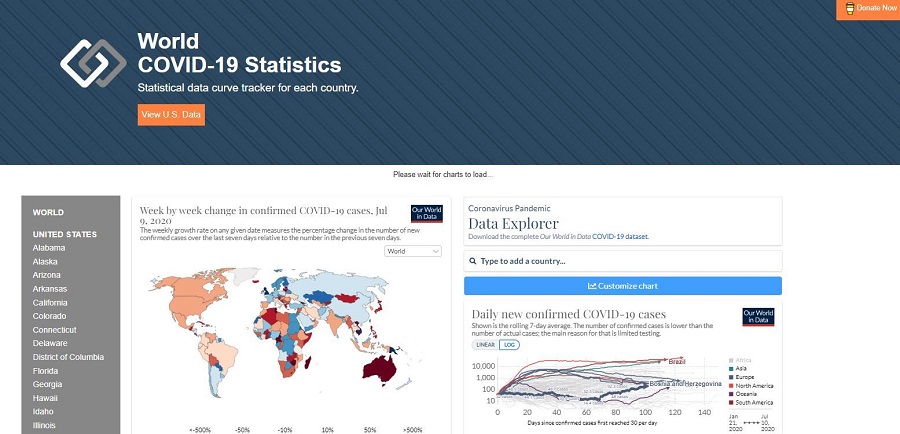 Donate Now
World
COVID-19 Statistics
Statistical data curve tracker for each country.
View U.S. Data
Please wait for charts to load...
WORLD
UNITED STATES
Alabama
Alaska
Arizona
Arkansas
California
Colorado
Connecticut
Delaware
District of Columbia
Florida
Georgia
Hawaii
Idaho
Illinois
Week by week change in confirmed COVID-19 cases, Jul
9, 2020
Our World
in Data
The weekly growth rate on any given date measures the percentage change in the number of new
confirmed cases over the last seven days relative to the number in the previous seven days.
World
<-500% -50% -10% 10% 50% >500%
Coronavirus Pandemic
Data Explorer
Download the complete Our World in Data COVID-19 dataset.
Type to add a country...
Customize chart
Daily new confirmed COVID-19 cases
Our World
in Data
Shown is the rolling 7-day average. The number of confirmed cases is lower than the
number of actual cases; the main reason for that is limited testing.
LINEAR LOG
10,000
1,000
100
10
Brazil
Bosnia and Herzegovina
0 20 40 60 80 100 120 140
Days since confirmed cases first reached 30 per day
Africa
Asia
Europe
North America
Oceania
South America
Jan
21,
2020
Jul
10,
2020